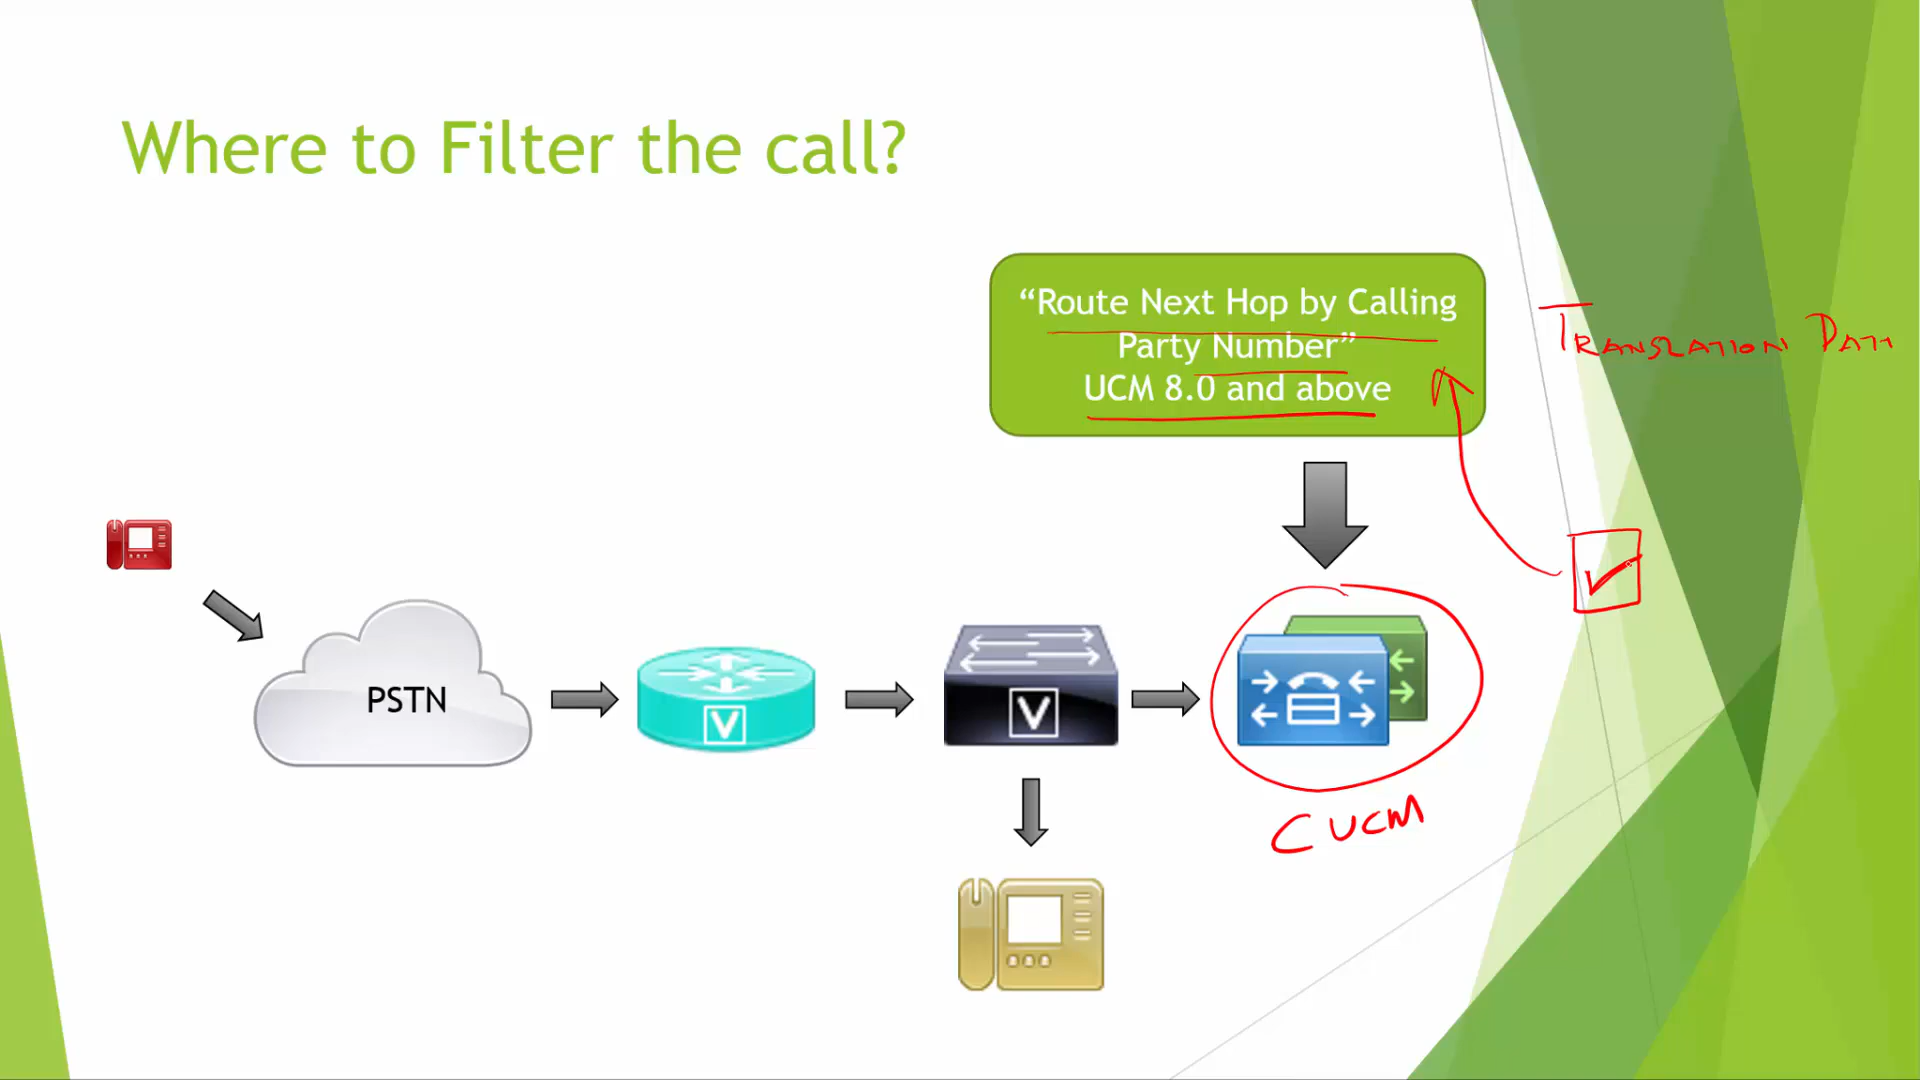 Where to Filter the call?
“Route Next Hop by Calling
Party Number”
UCM 8.0 and above
TRANSLATION PATT
PSTN
V
V
CUCM